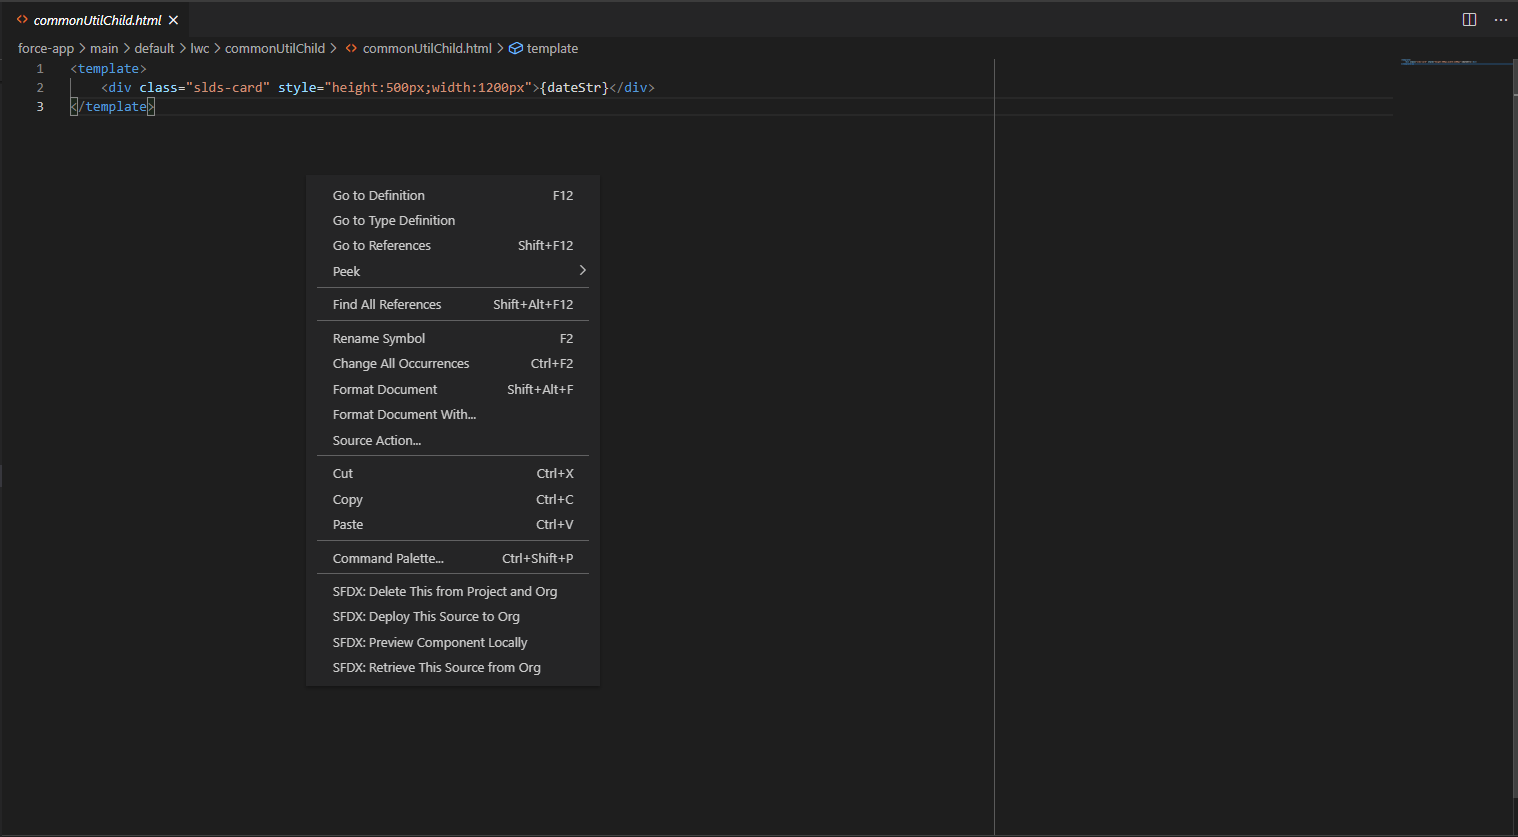 commonUtilChild.html
force-app > main > default > lwc > commonUtilChild > commonUtilChild.html > template
1 <template>
2 <div class="slds-card" style="height:500px;width:1200px">{dateStr}</div>
3 </template>
Go to Definition F12
Go to Type Definition
Go to References Shift+F12
Peek
Find All References Shift+Alt+F12
Rename Symbol F2
Change All Occurrences Ctrl+F2
Format Document Shift+Alt+F
Format Document With...
Source Action...
Cut Ctrl+X
Copy Ctrl+C
Paste Ctrl+V
Command Palette... Ctrl+Shift+P
SFDX: Delete This from Project and Org
SFDX: Deploy This Source to Org
SFDX: Preview Component Locally
SFDX: Retrieve This Source from Org